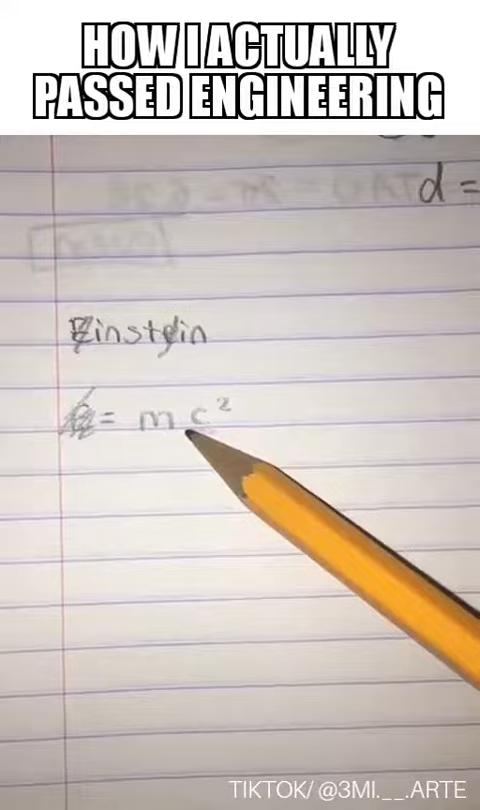 HOW I ACTUALLY
PASSED ENGINEERING
d =
Einstein
= mc²
TIKTOK/ @3MI.__.ARTE